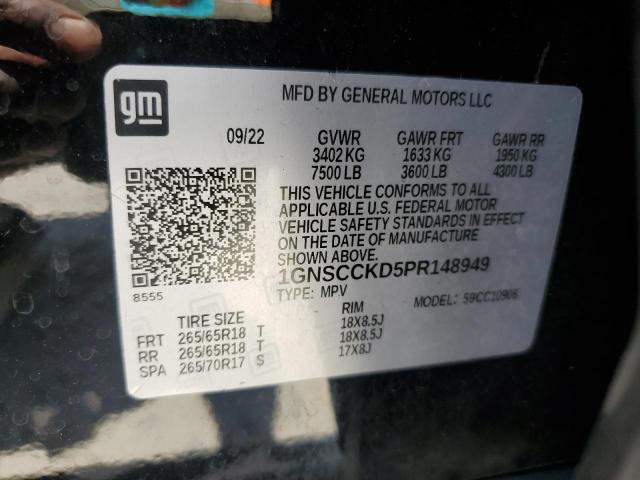 gm
MFD BY GENERAL MOTORS LLC
09/22 GVWR GAWR FRT GAWR RR
3402 KG 1633 KG 1950 KG
7500 LB 3600 LB 4300 LB
THIS VEHICLE CONFORMS TO ALL
APPLICABLE U.S. FEDERAL MOTOR
VEHICLE SAFETY STANDARDS IN EFFECT
ON THE DATE OF MANUFACTURE
SHOWN ABOVE.
1GNSCCKD5PR148949
8555 TYPE: MPV MODEL: 59CC10906
TIRE SIZE RIM
FRT 265/65R18 T 18X8.5J
RR 265/65R18 T 18X8.5J
SPA 265/70R17 S 17X8J